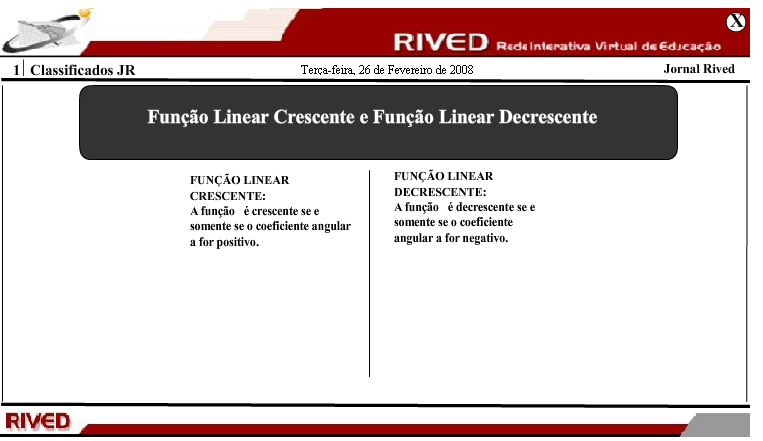 X
RIVED Rede Interativa Virtual de Educação
1 Classificados JR Terça-feira, 26 de Fevereiro de 2008 Jornal Rived
Função Linear Crescente e Função Linear Decrescente
FUNÇÃO LINEAR
CRESCENTE:
A função é crescente se e
somente se o coeficiente angular
a for positivo.
FUNÇÃO LINEAR
DECRESCENTE:
A função é decrescente se e
somente se o coeficiente
angular a for negativo.
RIVED